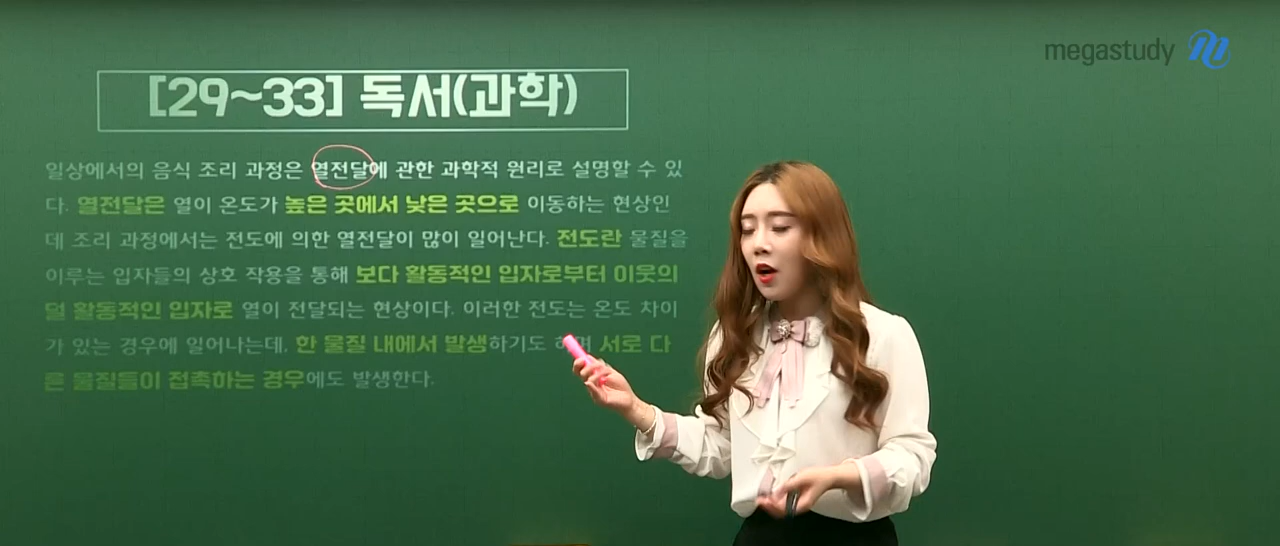 megastudy
[29~33] 독서(과학)
일상에서의 음식 조리 과정은 열전달에 관한 과학적 원리로 설명할 수 있
다. 열전달은 열이 온도가 높은 곳에서 낮은 곳으로 이동하는 현상인
데 조리 과정에서는 전도에 의한 열전달이 많이 일어난다. 전도란 물질을
이루는 입자들의 상호 작용을 통해 보다 활동적인 입자로부터 이웃의
덜 활동적인 입자로 열이 전달되는 현상이다. 이러한 전도는 온도 차이
가 있는 경우에 일어나는데, 한 물질 내에서 발생하기도 하며 서로 다
른 물질들이 접촉하는 경우에도 발생한다.